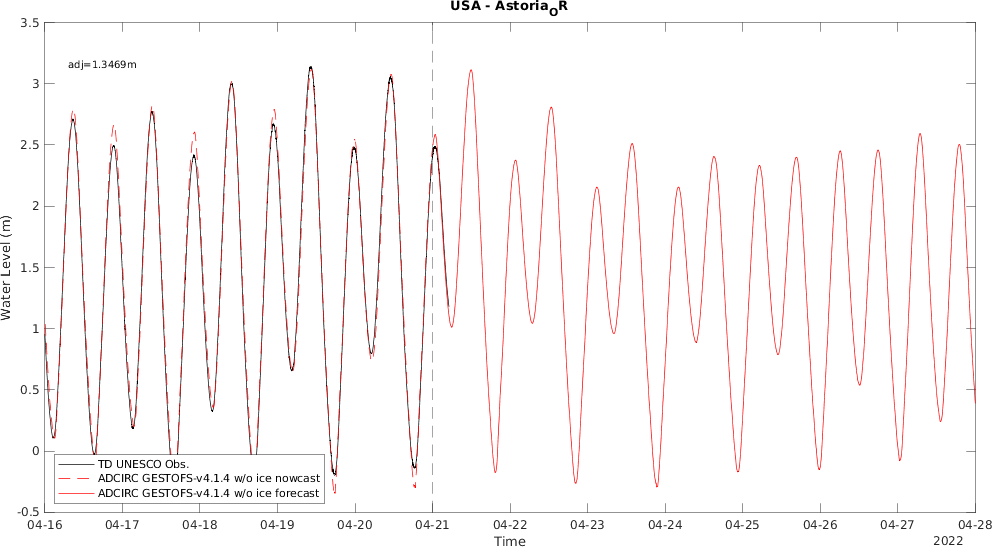 USA - AstoriaOR
adj=1.3469m
3.5
3
2.5
2
1.5
1
0.5
0
-0.5
Water Level (m)
TD UNESCO Obs.
ADCIRC GESTOFS-v4.1.4 w/o ice nowcast
ADCIRC GESTOFS-v4.1.4 w/o ice forecast
04-16 04-17 04-18 04-19 04-20 04-21 04-22 04-23 04-24 04-25 04-26 04-27 04-28
Time
2022